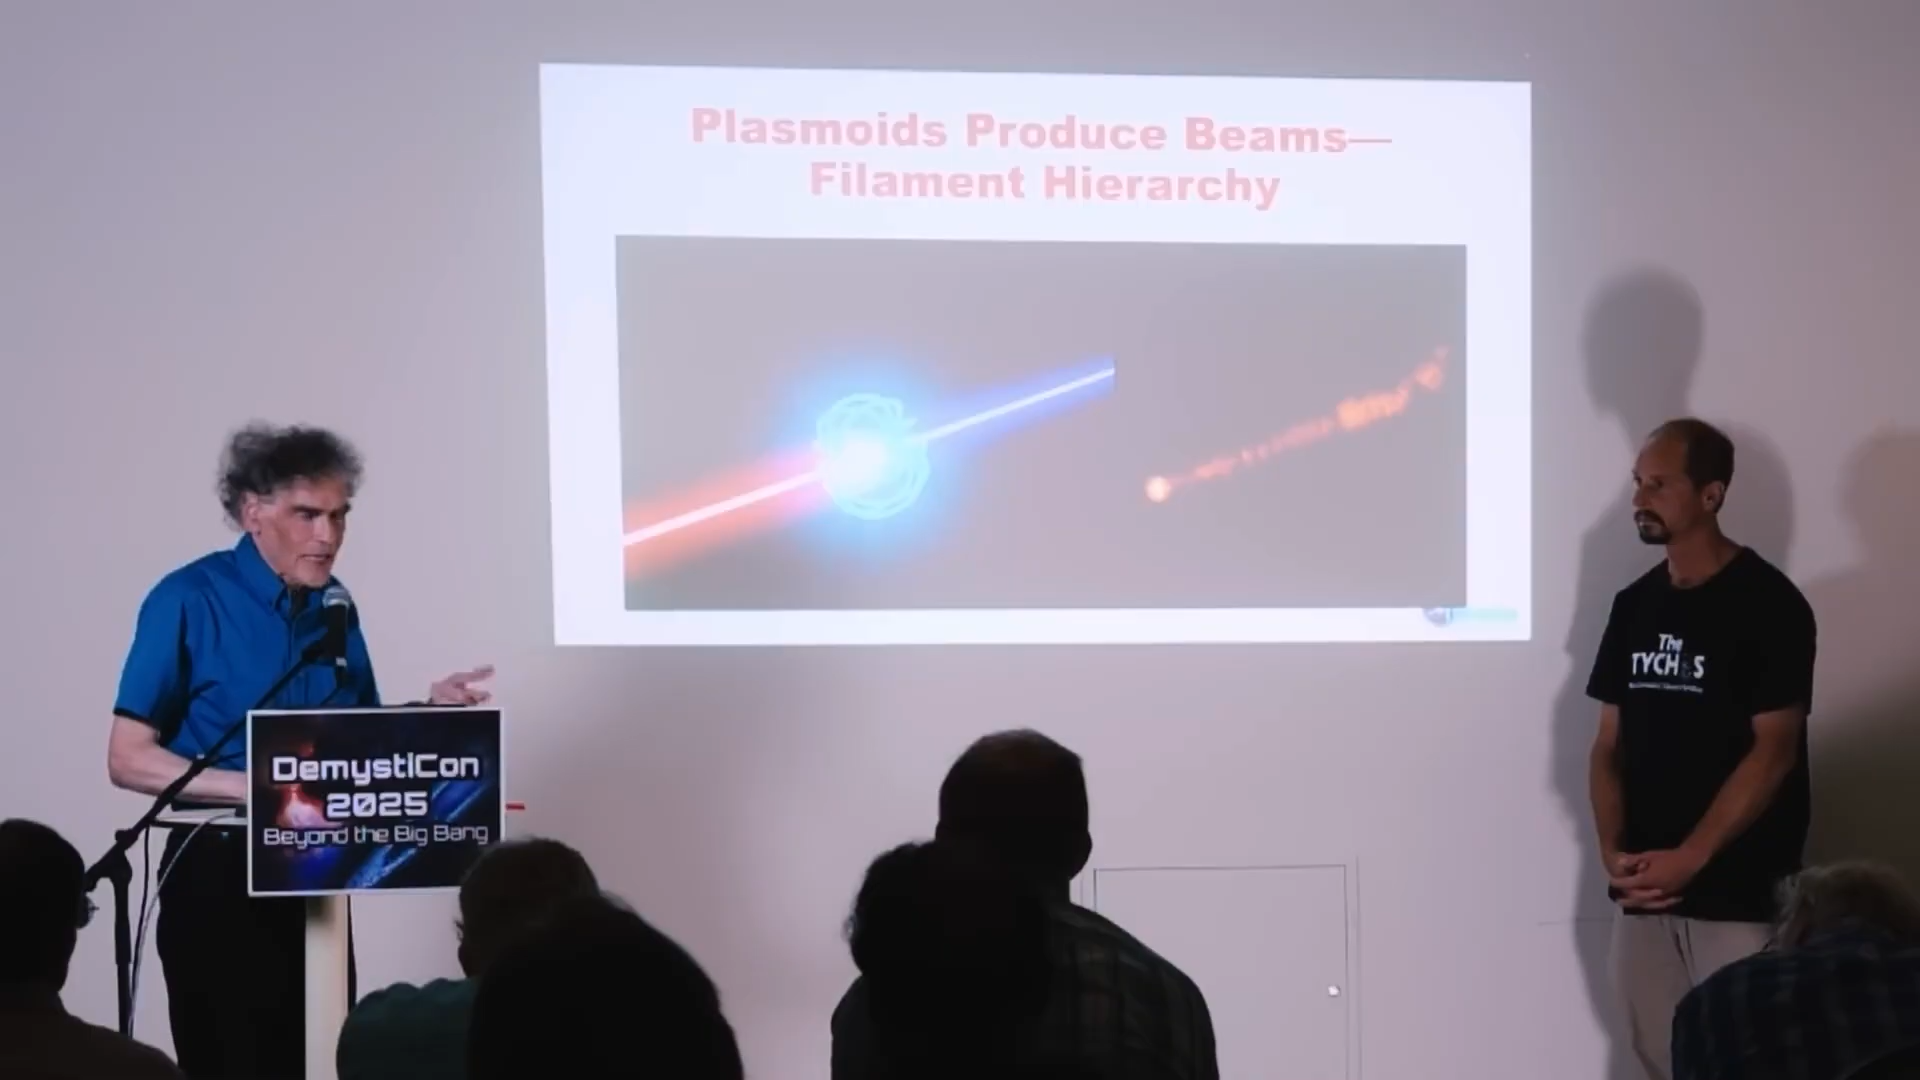 Plasmoids Produce Beams—
Filament Hierarchy
DemystiCon
2025
Beyond the Big Bang
The
TYCHOS